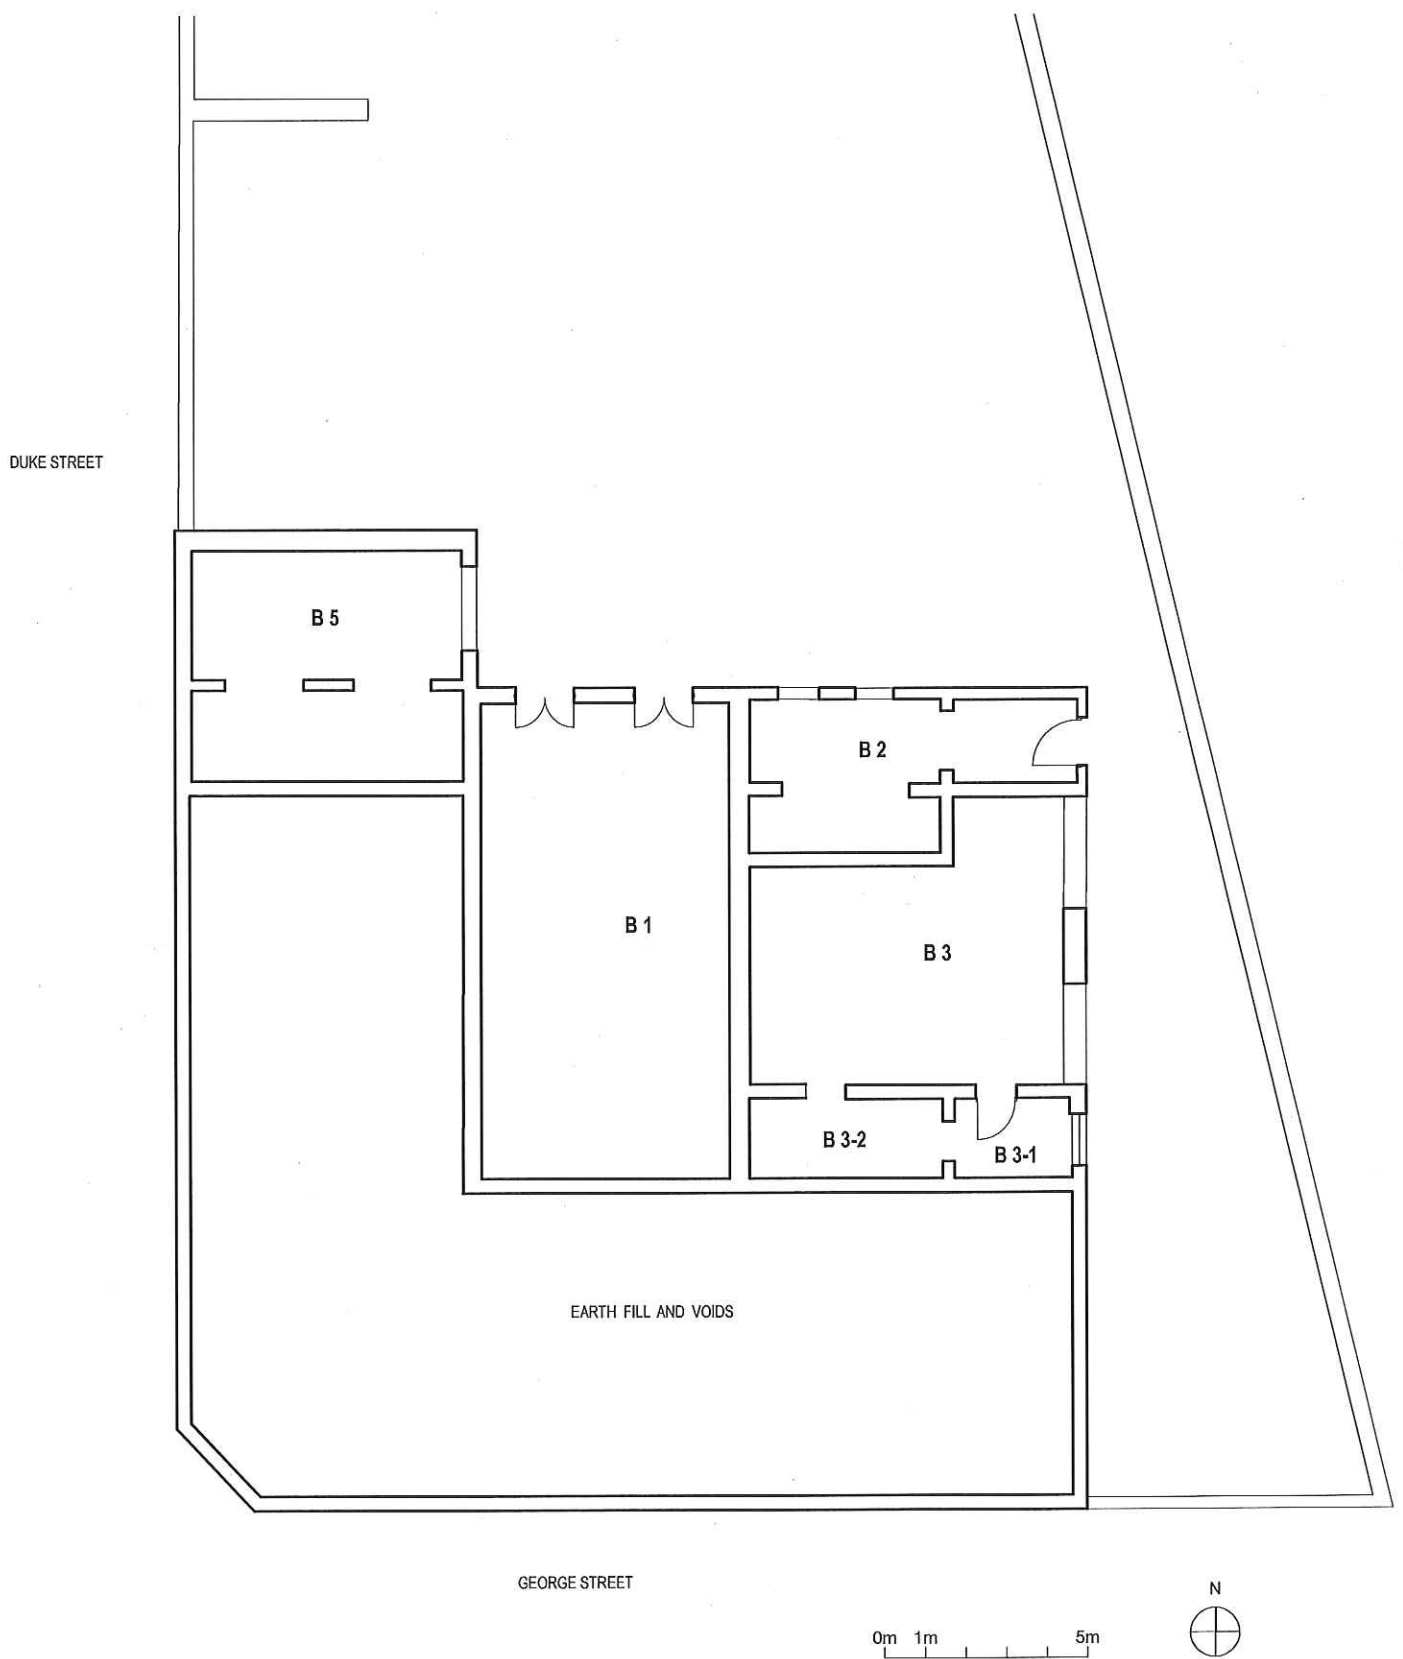 DUKE STREET
B 5
B 2
B 1
B 3
B 3-2
B 3-1
EARTH FILL AND VOIDS
GEORGE STREET
N
0m 1m 5m